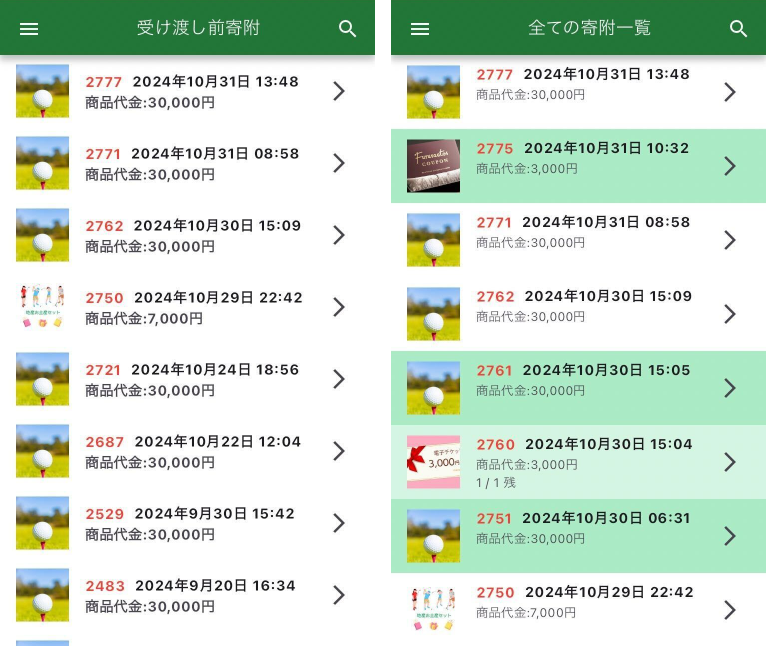 受け渡し前寄附
2777 2024年10月31日 13:48
商品代金:30,000円
2771 2024年10月31日 08:58
商品代金:30,000円
2762 2024年10月30日 15:09
商品代金:30,000円
2750 2024年10月29日 22:42
商品代金:7,000円
2721 2024年10月24日 18:56
商品代金:30,000円
2687 2024年10月22日 12:04
商品代金:30,000円
2529 2024年9月30日 15:42
商品代金:30,000円
2483 2024年9月20日 16:34
商品代金:30,000円
全ての寄附一覧
2777 2024年10月31日 13:48
商品代金:30,000円
COUPON
2775 2024年10月31日 10:32
商品代金:3,000円
2771 2024年10月31日 08:58
商品代金:30,000円
2762 2024年10月30日 15:09
商品代金:30,000円
2761 2024年10月30日 15:05
商品代金:30,000円
電子チケット
3,000円
2760 2024年10月30日 15:04
商品代金:3,000円
1 / 1 残
2751 2024年10月30日 06:31
商品代金:30,000円
2750 2024年10月29日 22:42
商品代金:7,000円